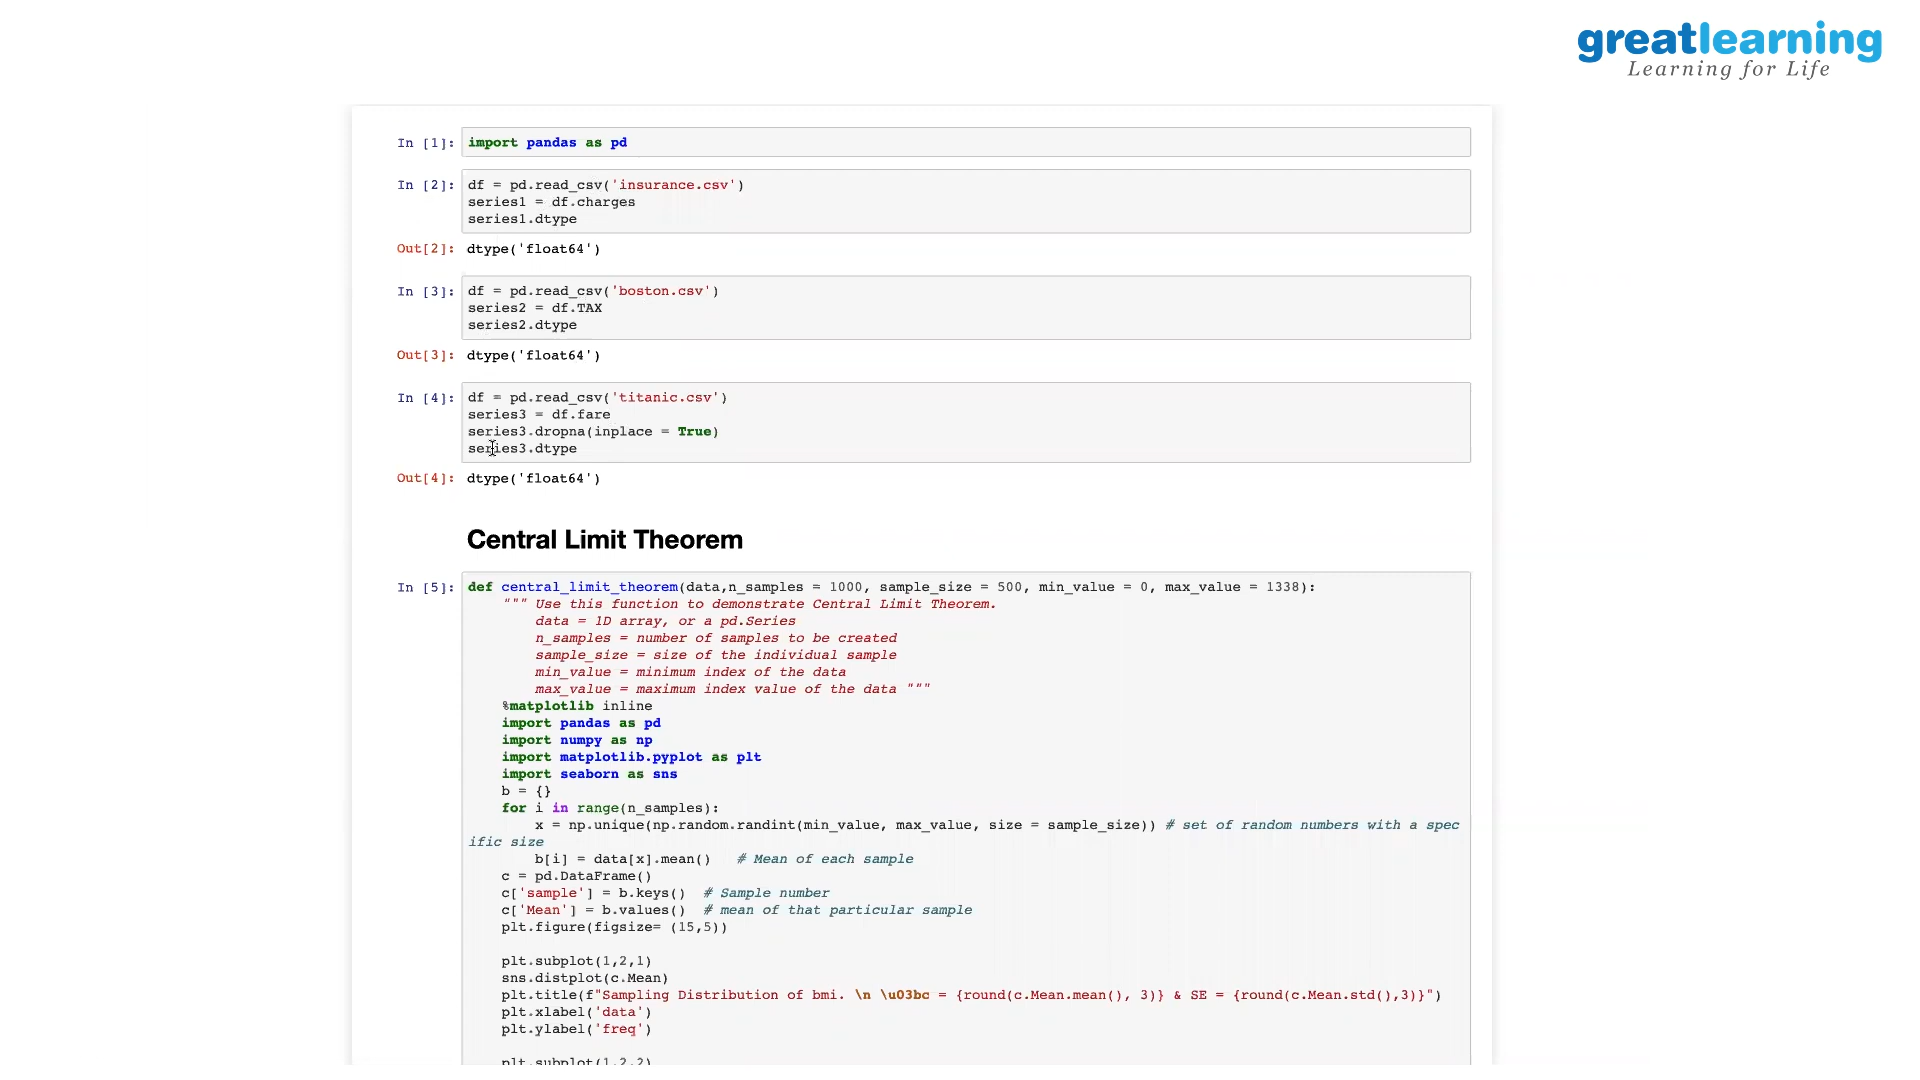 greatlearning
Learning for Life
In [1]: import pandas as pd
In [2]: df = pd.read_csv('insurance.csv')
series1 = df.charges
series1.dtype
Out[2]: dtype('float64')
In [3]: df = pd.read_csv('boston.csv')
series2 = df.TAX
series2.dtype
Out[3]: dtype('float64')
In [4]: df = pd.read_csv('titanic.csv')
series3 = df.fare
series3.dropna(inplace = True)
series3.dtype
Out[4]: dtype('float64')
Central Limit Theorem
In [5]: def central_limit_theorem(data,n_samples = 1000, sample_size = 500, min_value = 0, max_value = 1338):
""" Use this function to demonstrate Central Limit Theorem.
data = 1D array, or a pd.Series
n_samples = number of samples to be created
sample_size = size of the individual sample
min_value = minimum index of the data
max_value = maximum index value of the data """
%matplotlib inline
import pandas as pd
import numpy as np
import matplotlib.pyplot as plt
import seaborn as sns
b = {}
for i in range(n_samples):
x = np.unique(np.random.randint(min_value, max_value, size = sample_size)) # set of random numbers with a spec
ific size
b[i] = data[x].mean()   # Mean of each sample
c = pd.DataFrame()
c['sample'] = b.keys()  # Sample number
c['Mean'] = b.values()  # mean of that particular sample
plt.figure(figsize= (15,5))
plt.subplot(1,2,1)
sns.distplot(c.Mean)
plt.title(f"Sampling Distribution of bmi. \n \u03bc = {round(c.Mean.mean(), 3)} & SE = {round(c.Mean.std(),3)}")
plt.xlabel('data')
plt.ylabel('freq')
plt.subplot(1,2,2)